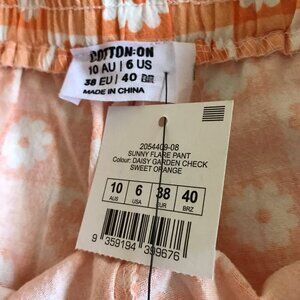 COTTON:ON
10 AU | 6 US
38 EU | 40
MADE IN CHINA
2054409-08
SUNNY FLARE PANT
Colour: DAISY GARDEN CHECK
SWEET ORANGE
10 6 38 40
AUS USA EUR BRZ
9 359194 399676